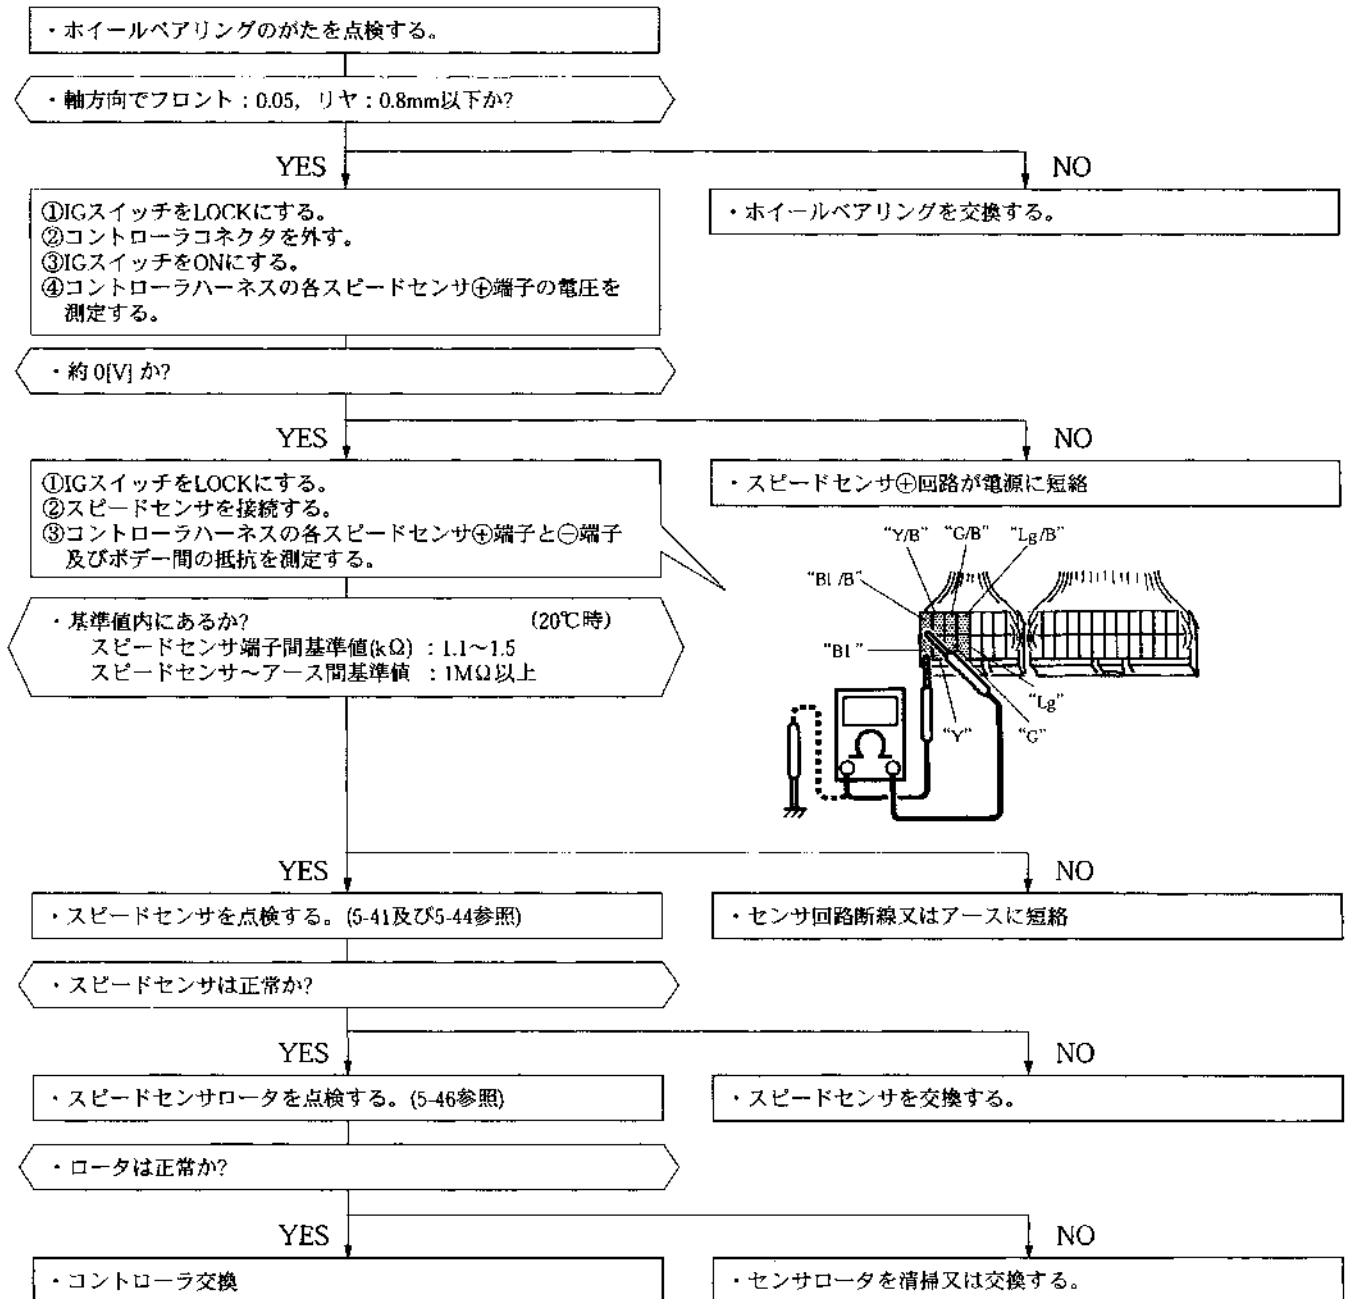 ・ホイールベアリングのがたを点検する。
・軸方向でフロント：0.05，リヤ：0.8mm以下か?
YES
NO
①IGスイッチをLOCKにする。
②コントローラコネクタを外す。
③IGスイッチをONにする。
④コントローラハーネスの各スピードセンサ⊕端子の電圧を
測定する。
・ホイールベアリングを交換する。
・約 0[V] か?
YES
NO
①IGスイッチをLOCKにする。
②スピードセンサを接続する。
③コントローラハーネスの各スピードセンサ⊕端子と⊖端子
及びボデー間の抵抗を測定する。
・スピードセンサ⊕回路が電源に短絡
“Y/B” “G/B” “Lg/B”
“Bl /B”
“Bl ”
“Lg”
“Y” “G”
・基準値内にあるか? (20℃時)
スピードセンサ端子間基準値(kΩ) ：1.1～1.5
スピードセンサ～アース間基準値 ：1MΩ以上
YES
NO
・スピードセンサを点検する。(5-41及び5-44参照)
・センサ回路断線又はアースに短絡
・スピードセンサは正常か?
YES
NO
・スピードセンサロータを点検する。(5-46参照)
・スピードセンサを交換する。
・ロータは正常か?
YES
NO
・コントローラ交換
・センサロータを清掃又は交換する。